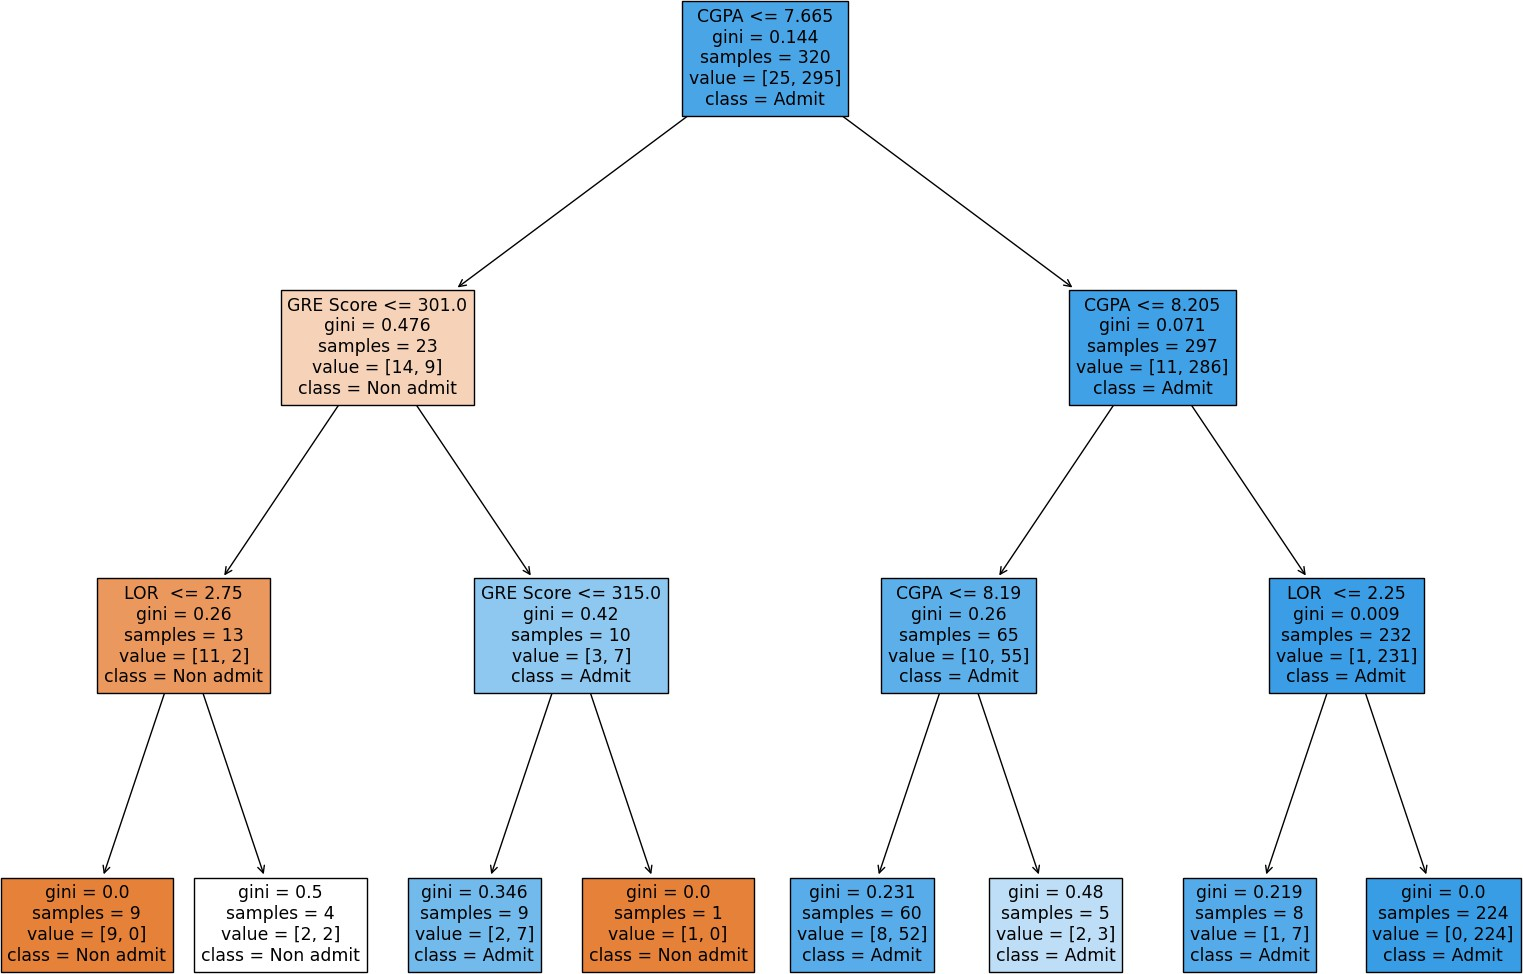 CGPA <= 7.665
gini = 0.144
samples = 320
value = [25, 295]
class = Admit
GRE Score <= 301.0
gini = 0.476
samples = 23
value = [14, 9]
class = Non admit
CGPA <= 8.205
gini = 0.071
samples = 297
value = [11, 286]
class = Admit
LOR  <= 2.75
gini = 0.26
samples = 13
value = [11, 2]
class = Non admit
GRE Score <= 315.0
gini = 0.42
samples = 10
value = [3, 7]
class = Admit
CGPA <= 8.19
gini = 0.26
samples = 65
value = [10, 55]
class = Admit
LOR  <= 2.25
gini = 0.009
samples = 232
value = [1, 231]
class = Admit
gini = 0.0
samples = 9
value = [9, 0]
class = Non admit
gini = 0.5
samples = 4
value = [2, 2]
class = Non admit
gini = 0.346
samples = 9
value = [2, 7]
class = Admit
gini = 0.0
samples = 1
value = [1, 0]
class = Non admit
gini = 0.231
samples = 60
value = [8, 52]
class = Admit
gini = 0.48
samples = 5
value = [2, 3]
class = Admit
gini = 0.219
samples = 8
value = [1, 7]
class = Admit
gini = 0.0
samples = 224
value = [0, 224]
class = Admit